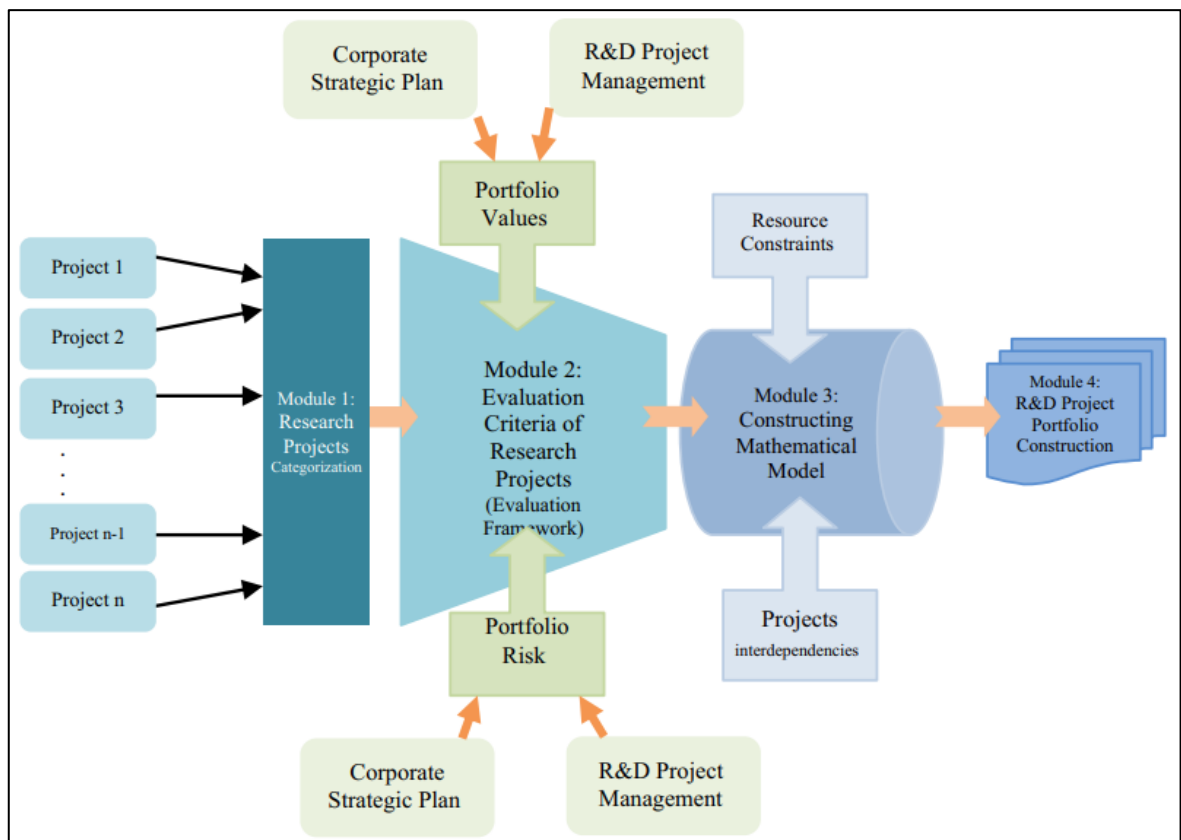 Corporate
Strategic Plan
R&D Project
Management
Portfolio
Values
Resource
Constraints
Project 1
Project 2
Project 3
.
.
.
Project n-1
Project n
Module 1:
Research
Projects
Categorization
Module 2:
Evaluation
Criteria of
Research
Projects
(Evaluation
Framework)
Module 3:
Constructing
Mathematical
Model
Module 4:
R&D Project
Portfolio
Construction
Portfolio
Risk
Projects
interdependencies
Corporate
Strategic Plan
R&D Project
Management